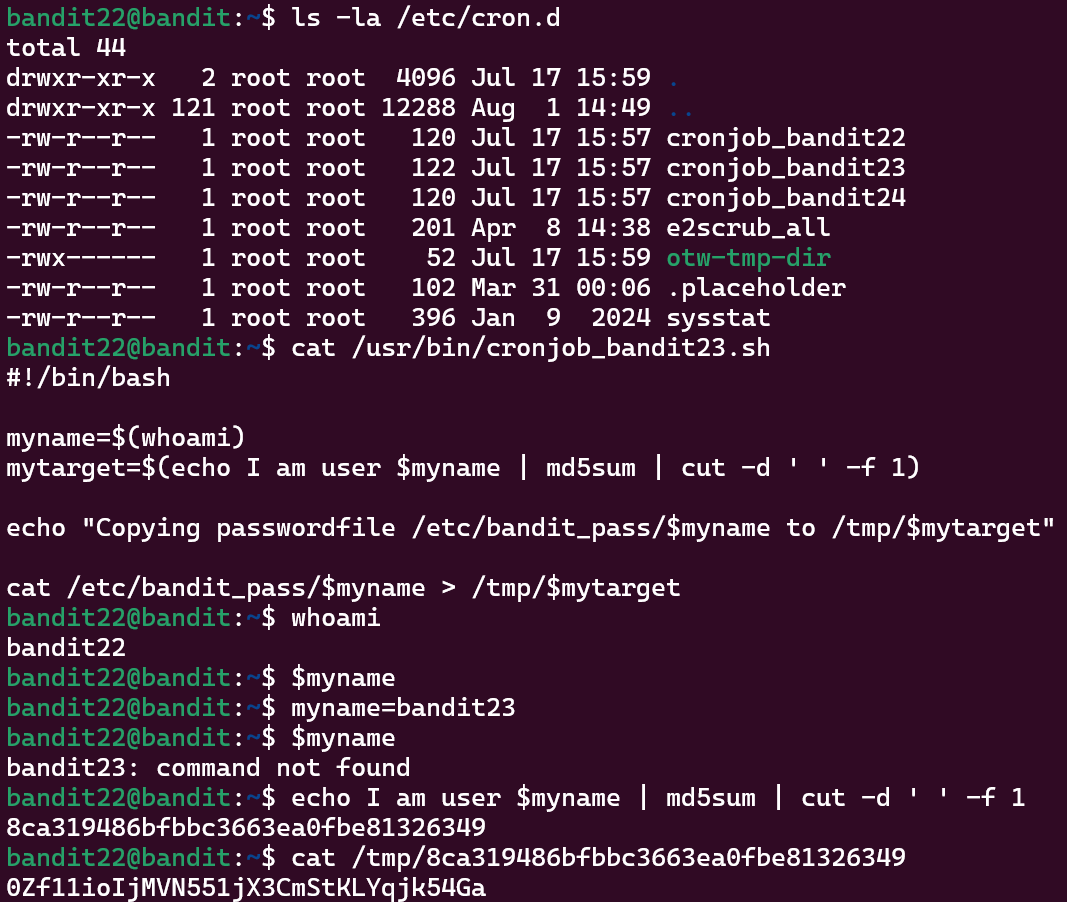 bandit22@bandit:~$ ls -la /etc/cron.d
total 44
drwxr-xr-x   2 root root  4096 Jul 17 15:59 .
drwxr-xr-x 121 root root 12288 Aug  1 14:49 ..
-rw-r--r--   1 root root   120 Jul 17 15:57 cronjob_bandit22
-rw-r--r--   1 root root   122 Jul 17 15:57 cronjob_bandit23
-rw-r--r--   1 root root   120 Jul 17 15:57 cronjob_bandit24
-rw-r--r--   1 root root   201 Apr  8 14:38 e2scrub_all
-rwx------   1 root root    52 Jul 17 15:59 otw-tmp-dir
-rw-r--r--   1 root root   102 Mar 31 00:06 .placeholder
-rw-r--r--   1 root root   396 Jan  9  2024 sysstat
bandit22@bandit:~$ cat /usr/bin/cronjob_bandit23.sh
#!/bin/bash
myname=$(whoami)
mytarget=$(echo I am user $myname | md5sum | cut -d ' ' -f 1)
echo "Copying passwordfile /etc/bandit_pass/$myname to /tmp/$mytarget"
cat /etc/bandit_pass/$myname > /tmp/$mytarget
bandit22@bandit:~$ whoami
bandit22
bandit22@bandit:~$ $myname
bandit22@bandit:~$ myname=bandit23
bandit22@bandit:~$ $myname
bandit23: command not found
bandit22@bandit:~$ echo I am user $myname | md5sum | cut -d ' ' -f 1
8ca319486bfbbc3663ea0fbe81326349
bandit22@bandit:~$ cat /tmp/8ca319486bfbbc3663ea0fbe81326349
0Zf11ioIjMVN551jX3CmStKLYqjk54Ga